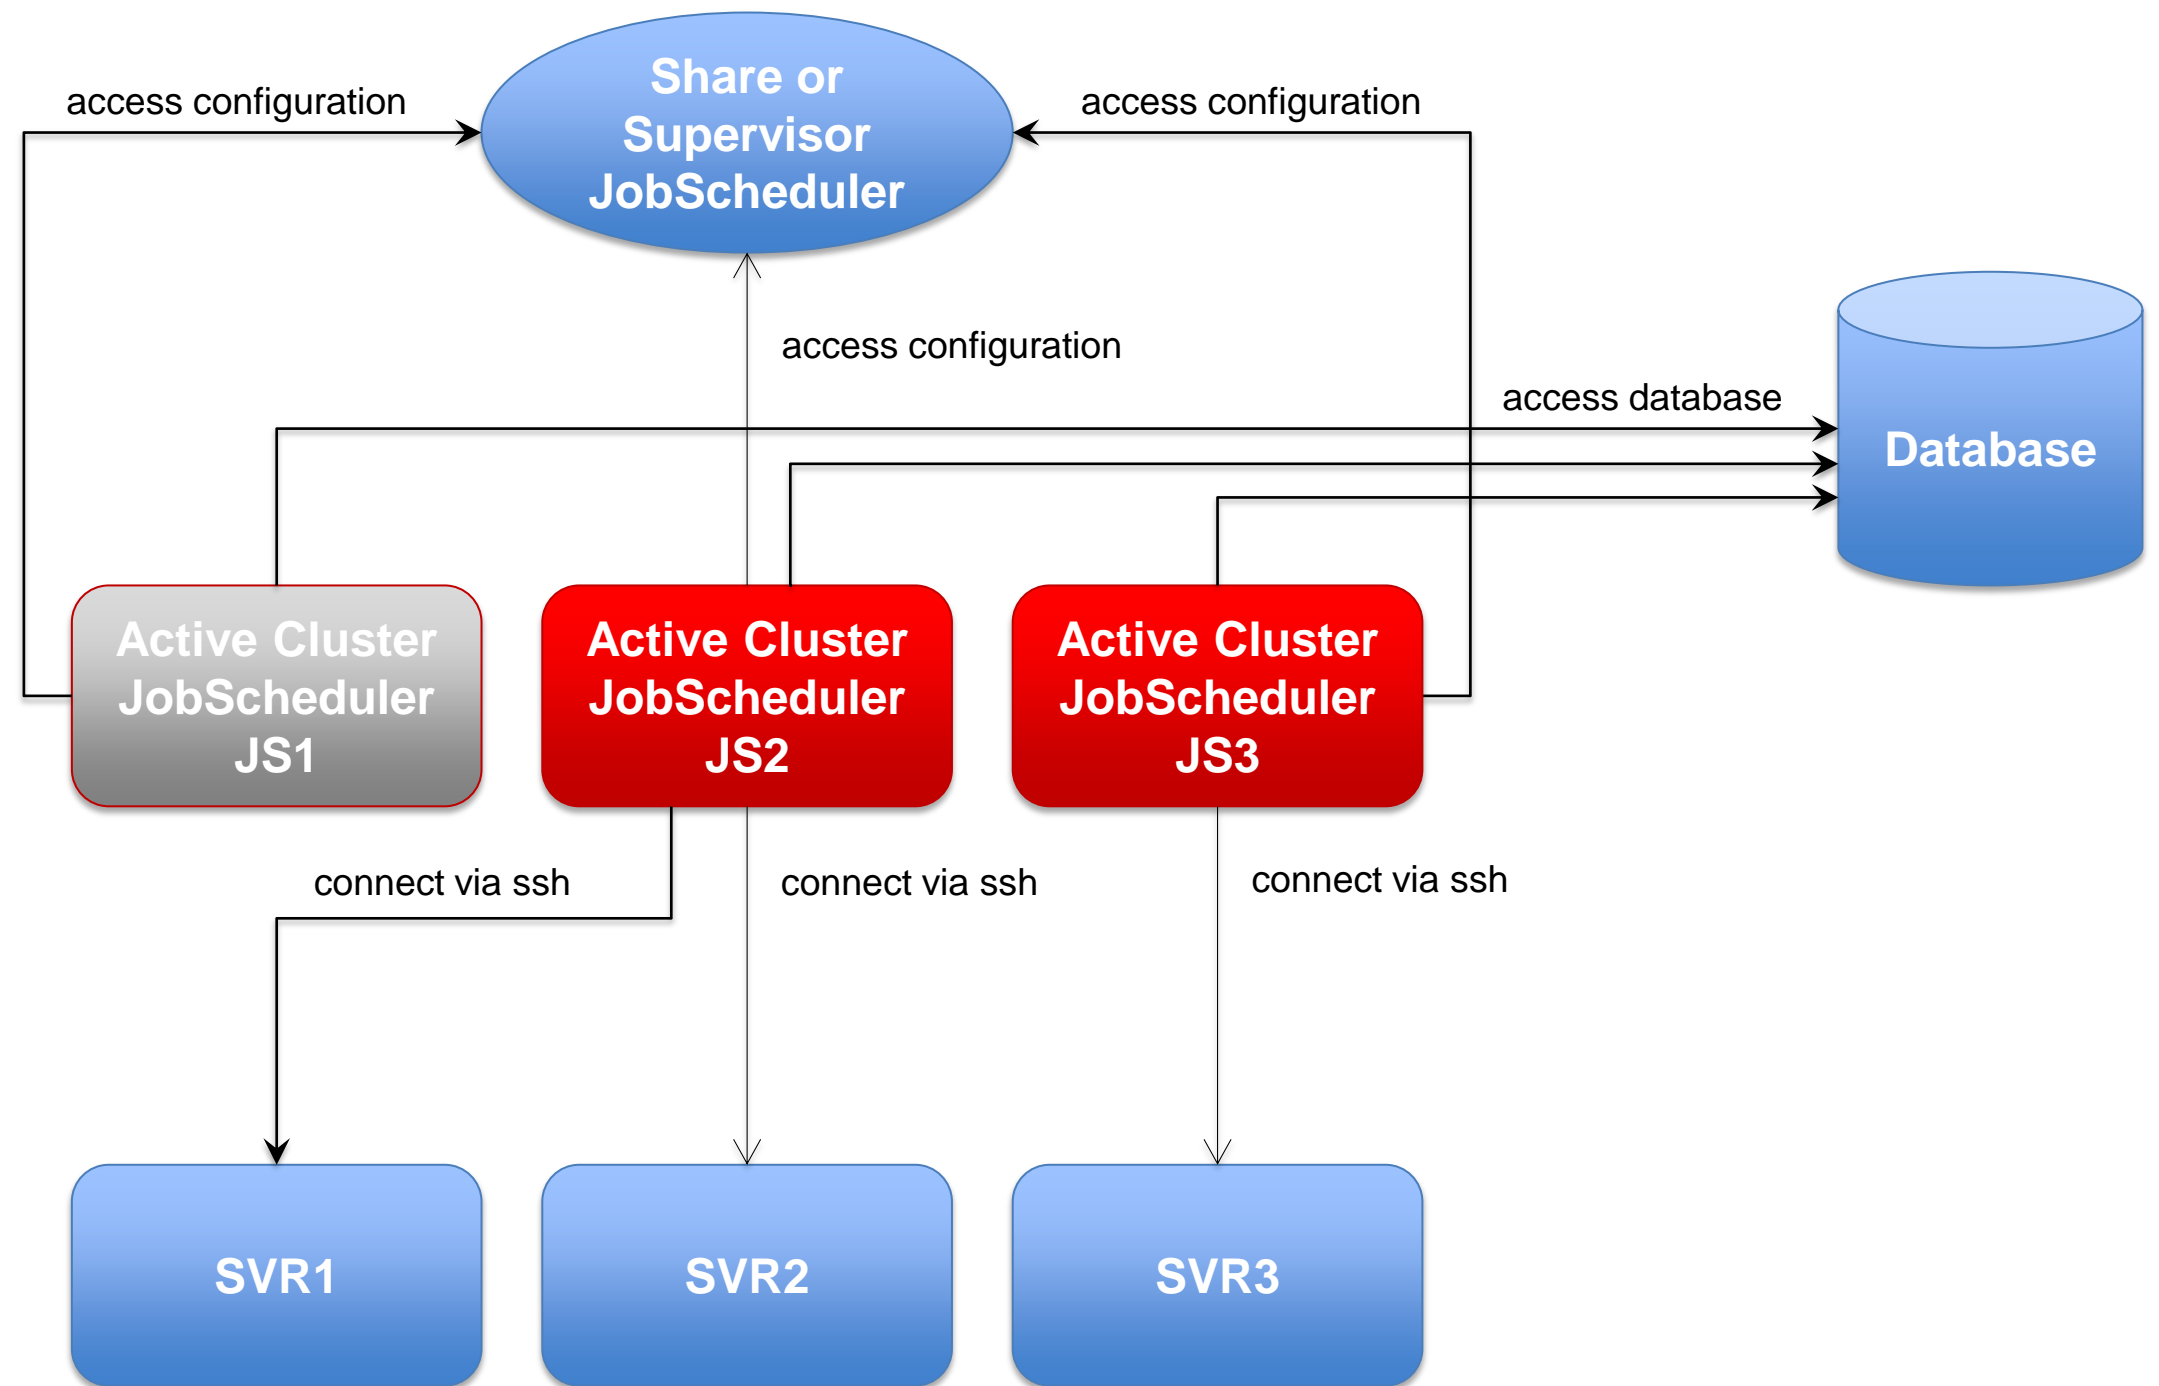 Share or
Supervisor
JobScheduler
access configuration
access configuration
access configuration
access database
Database
Active Cluster
JobScheduler
JS1
Active Cluster
JobScheduler
JS2
Active Cluster
JobScheduler
JS3
connect via ssh
connect via ssh
connect via ssh
SVR1
SVR2
SVR3